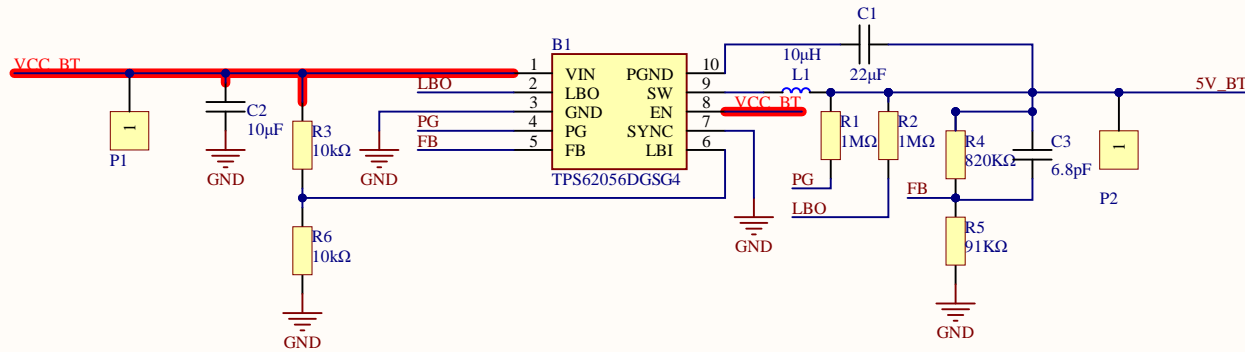 C1
B1
10µH
VCC_BT
1
VIN
PGND
10
L1
22µF
LBO
2
LBO
SW
9
5V_BT
C2
3
GND
EN
8
VCC_BT
10µF
R3
PG
4
PG
SYNC
7
R1
R2
R4
C3
1
10kΩ
FB
5
FB
LBI
6
1MΩ
1MΩ
820KΩ
1
P1
TPS62056DGSG4
6.8pF
GND
GND
PG
FB
P2
LBO
R6
R5
10kΩ
GND
91KΩ
GND
GND